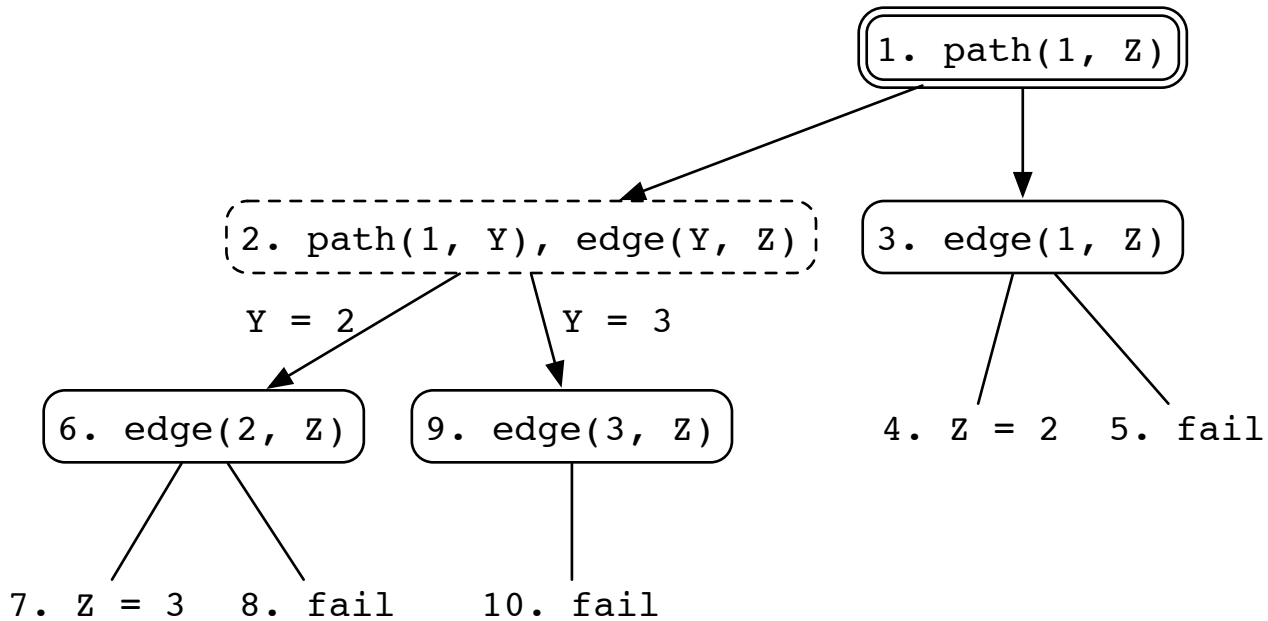 1. path(1, Z)
2. path(1, Y), edge(Y, Z)
3. edge(1, Z)
Y = 2
Y = 3
6. edge(2, Z)
9. edge(3, Z)
4. Z = 2
5. fail
7. Z = 3
8. fail
10. fail